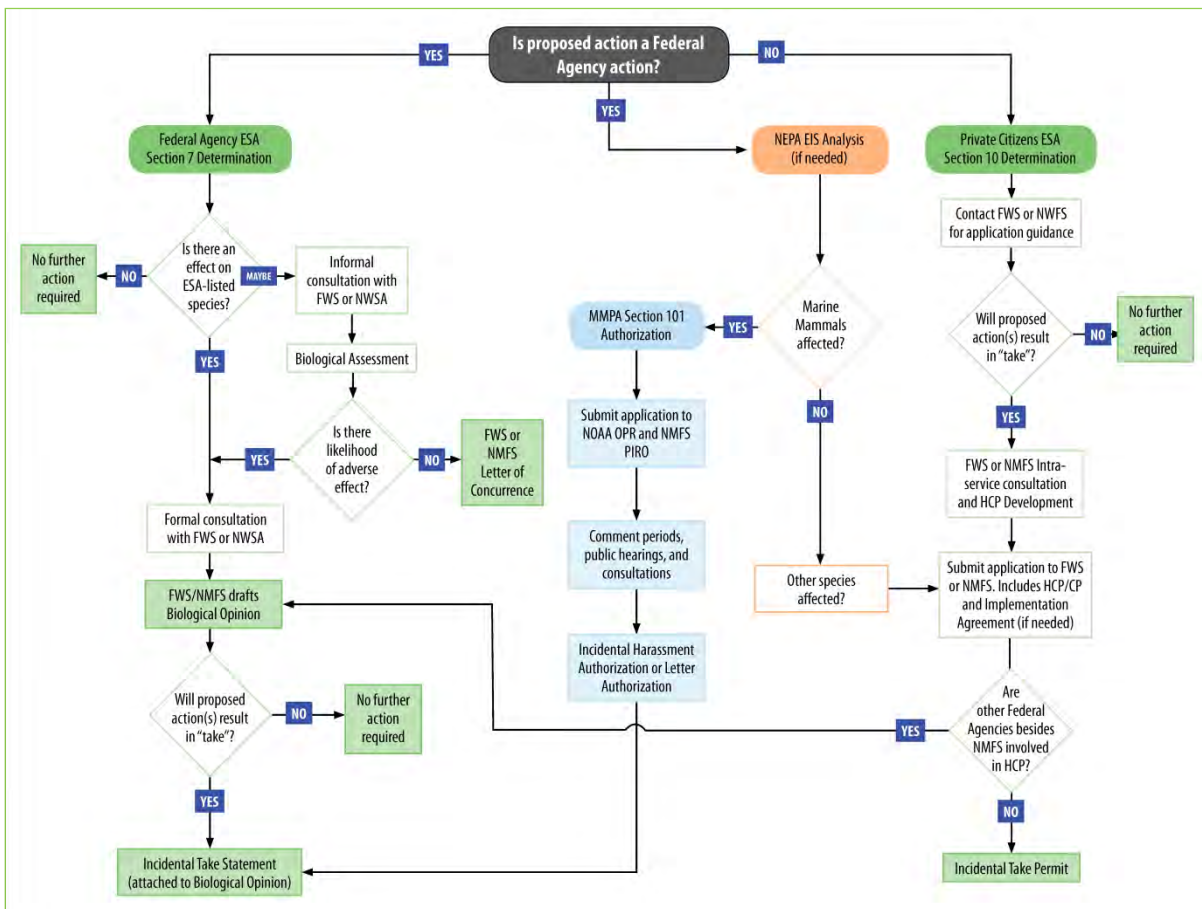 Is proposed action a Federal
Agency action?
YES
NO
YES
Federal Agency ESA
Section 7 Determination
NEPA EIS Analysis
(if needed)
Private Citizens ESA
Section 10 Determination
Contact FWS or NWFS
for application guidance
No further
action
required
NO
Is there an
effect on
ESA-listed
species?
MAYBE
Informal
consultation with
FWS or NWSA
YES
Biological Assessment
Is there
likelihood
of adverse
effect?
YES
NO
FWS or
NMFS
Letter of
Concurrence
Formal consultation
with FWS or NWSA
FWS/NMFS drafts
Biological Opinion
Will proposed
action(s) result
in “take”?
NO
No further
action
required
YES
Incidental Take Statement
(attached to Biological Opinion)
MMPA Section 101
Authorization
YES
Marine
Mammals
affected?
NO
Submit application to
NOAA OPR and NMFS
PIRO
Comment periods,
public hearings, and
consultations
Incidental Harassment
Authorization or Letter
Authorization
Other species
affected?
Will proposed
action(s) result
in “take”?
NO
No further
action
required
YES
FWS or NMFS Intra-
service consultation
and HCP Development
Submit application to FWS
or NMFS. Includes HCP/CP
and Implementation
Agreement (if needed)
Are
other Federal
Agencies besides
NMFS involved
in HCP?
YES
NO
Incidental Take Permit